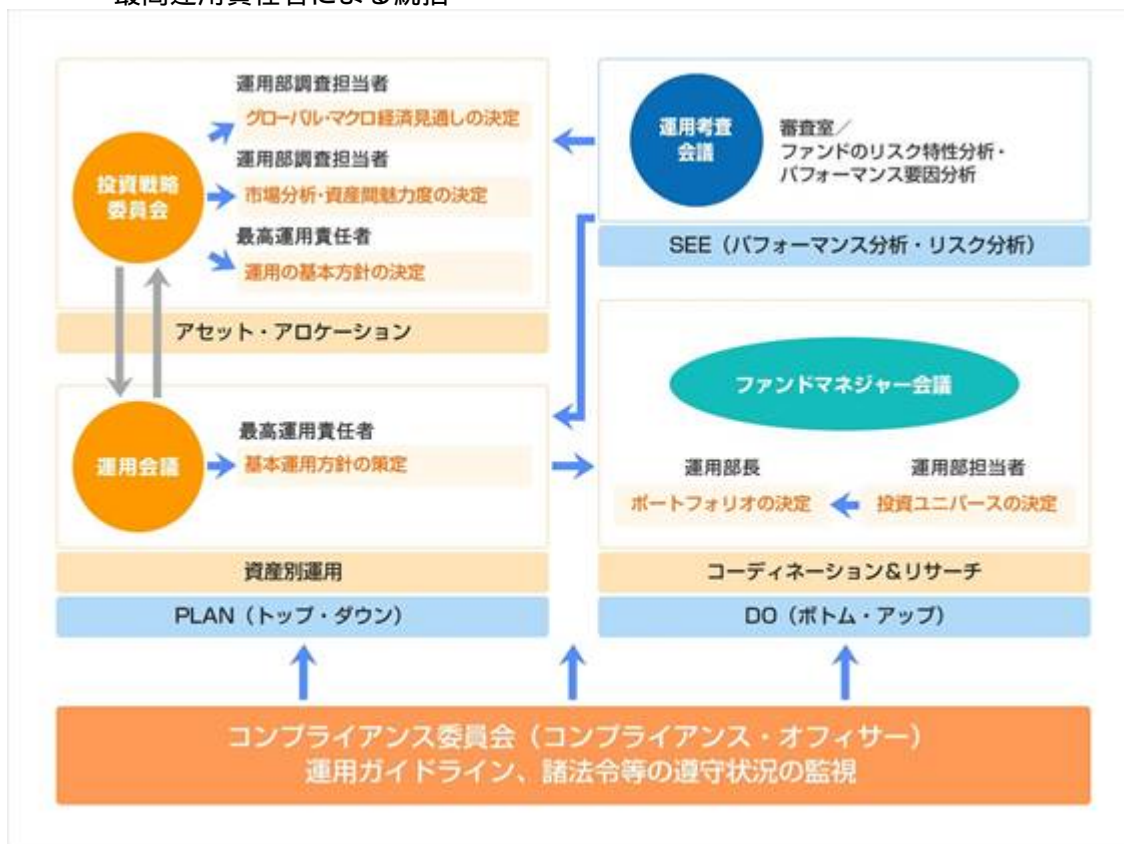 最高運用責任者による統括
運用部調査担当者
グローバル・マクロ経済見通しの決定
投資戦略
委員会
運用部調査担当者
市場分析・資産間魅力度の決定
最高運用責任者
運用の基本方針の決定
アセット・アロケーション
運用考査
会議
審査室／
ファンドのリスク特性分析・
パフォーマンス要因分析
SEE（パフォーマンス分析・リスク分析）
運用会議
最高運用責任者
基本運用方針の策定
資産別運用
PLAN（トップ・ダウン）
ファンドマネジャー会議
運用部長
ポートフォリオの決定
運用部担当者
投資ユニバースの決定
コーディネーション＆リサーチ
DO（ボトム・アップ）
コンプライアンス委員会（コンプライアンス・オフィサー）
運用ガイドライン、諸法令等の遵守状況の監視